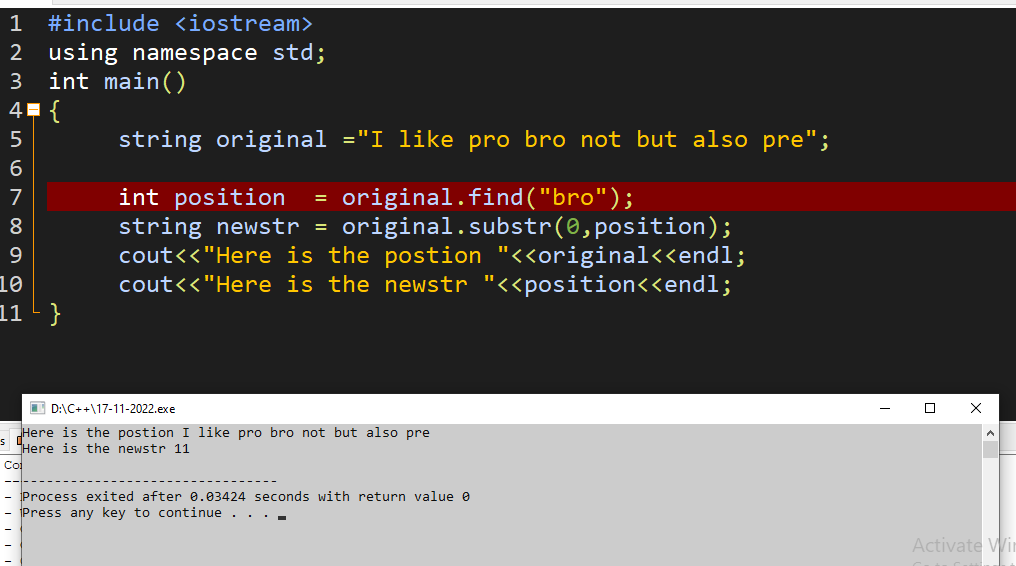 1 #include <iostream>
2 using namespace std;
3 int main()
4 {
5 string original ="I like pro bro not but also pre";
6
7 int position  = original.find("bro");
8 string newstr = original.substr(0,position);
9 cout<<"Here is the postion "<<original<<endl;
10 cout<<"Here is the newstr "<<position<<endl;
11 }
D:\C++\17-11-2022.exe
Here is the postion I like pro bro not but also pre
Here is the newstr 11
--------------------------------
Process exited after 0.03424 seconds with return value 0
Press any key to continue . . .
Activate Win